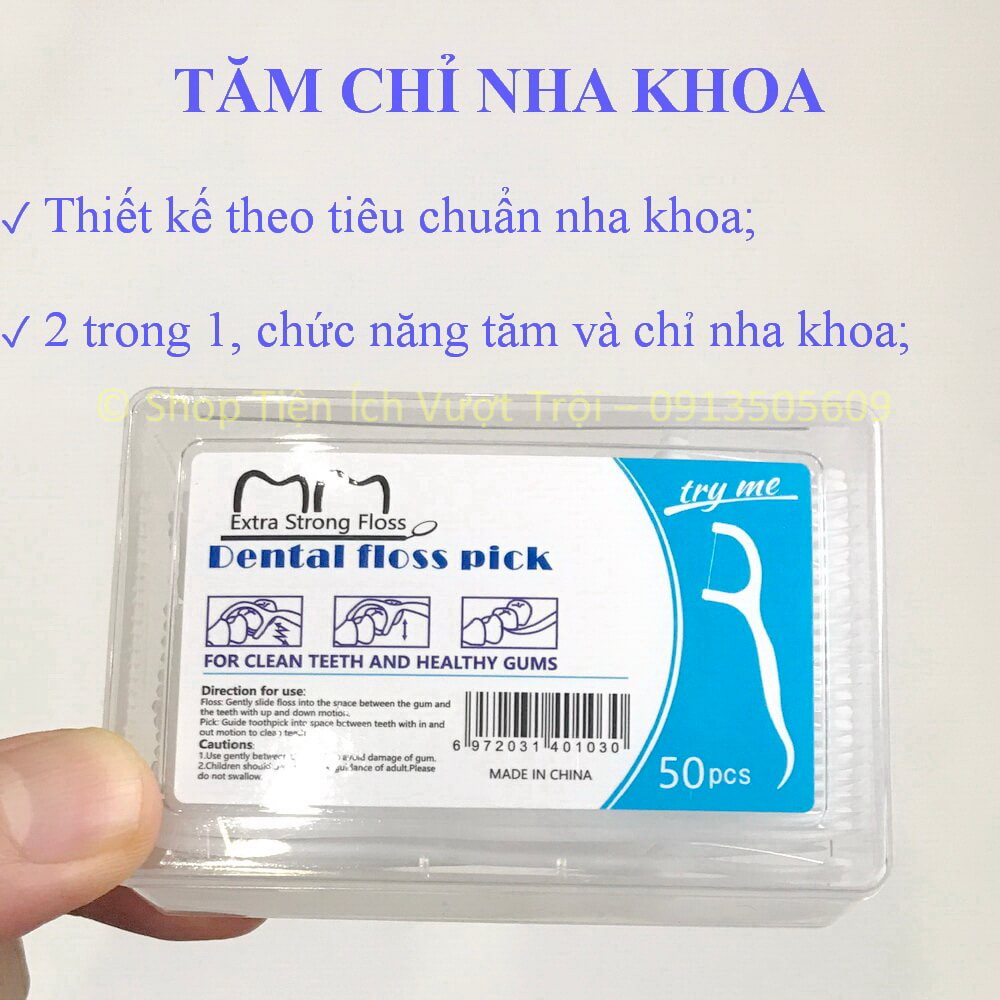 TĂM CHỈ NHA KHOA
✓ Thiết kế theo tiêu chuẩn nha khoa;
✓ 2 trong 1, chức năng tăm và chỉ nha khoa;
© Shop Tiện Ích Vượt Trội – 0913505609
try me
Extra Strong Floss
Dental floss pick
FOR CLEAN TEETH AND HEALTHY GUMS
Direction for use:
Floss: Gently slide floss into the space between the gum and
the teeth with up and down motion.
Pick: Guide toothpick into space between teeth with in and
out motion to clean teeth
Cautions:
1.Use gently avoid damage of gum.
2.Children guidance of adult.Please
do not swallow.
6 972031 401030
MADE IN CHINA
50pcs